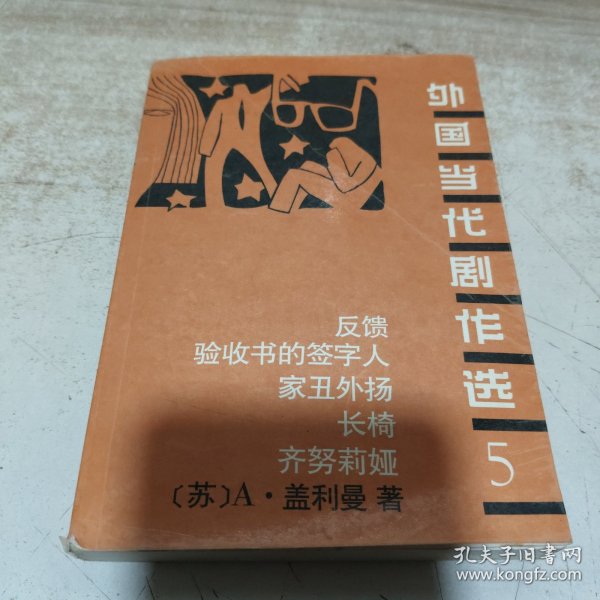 外国当代剧作选
5
反馈
验收书的签字人
家丑外扬
长椅
齐努莉娅
〔苏〕A·盖利曼 著
孔夫子旧书网
www.kongfz.com